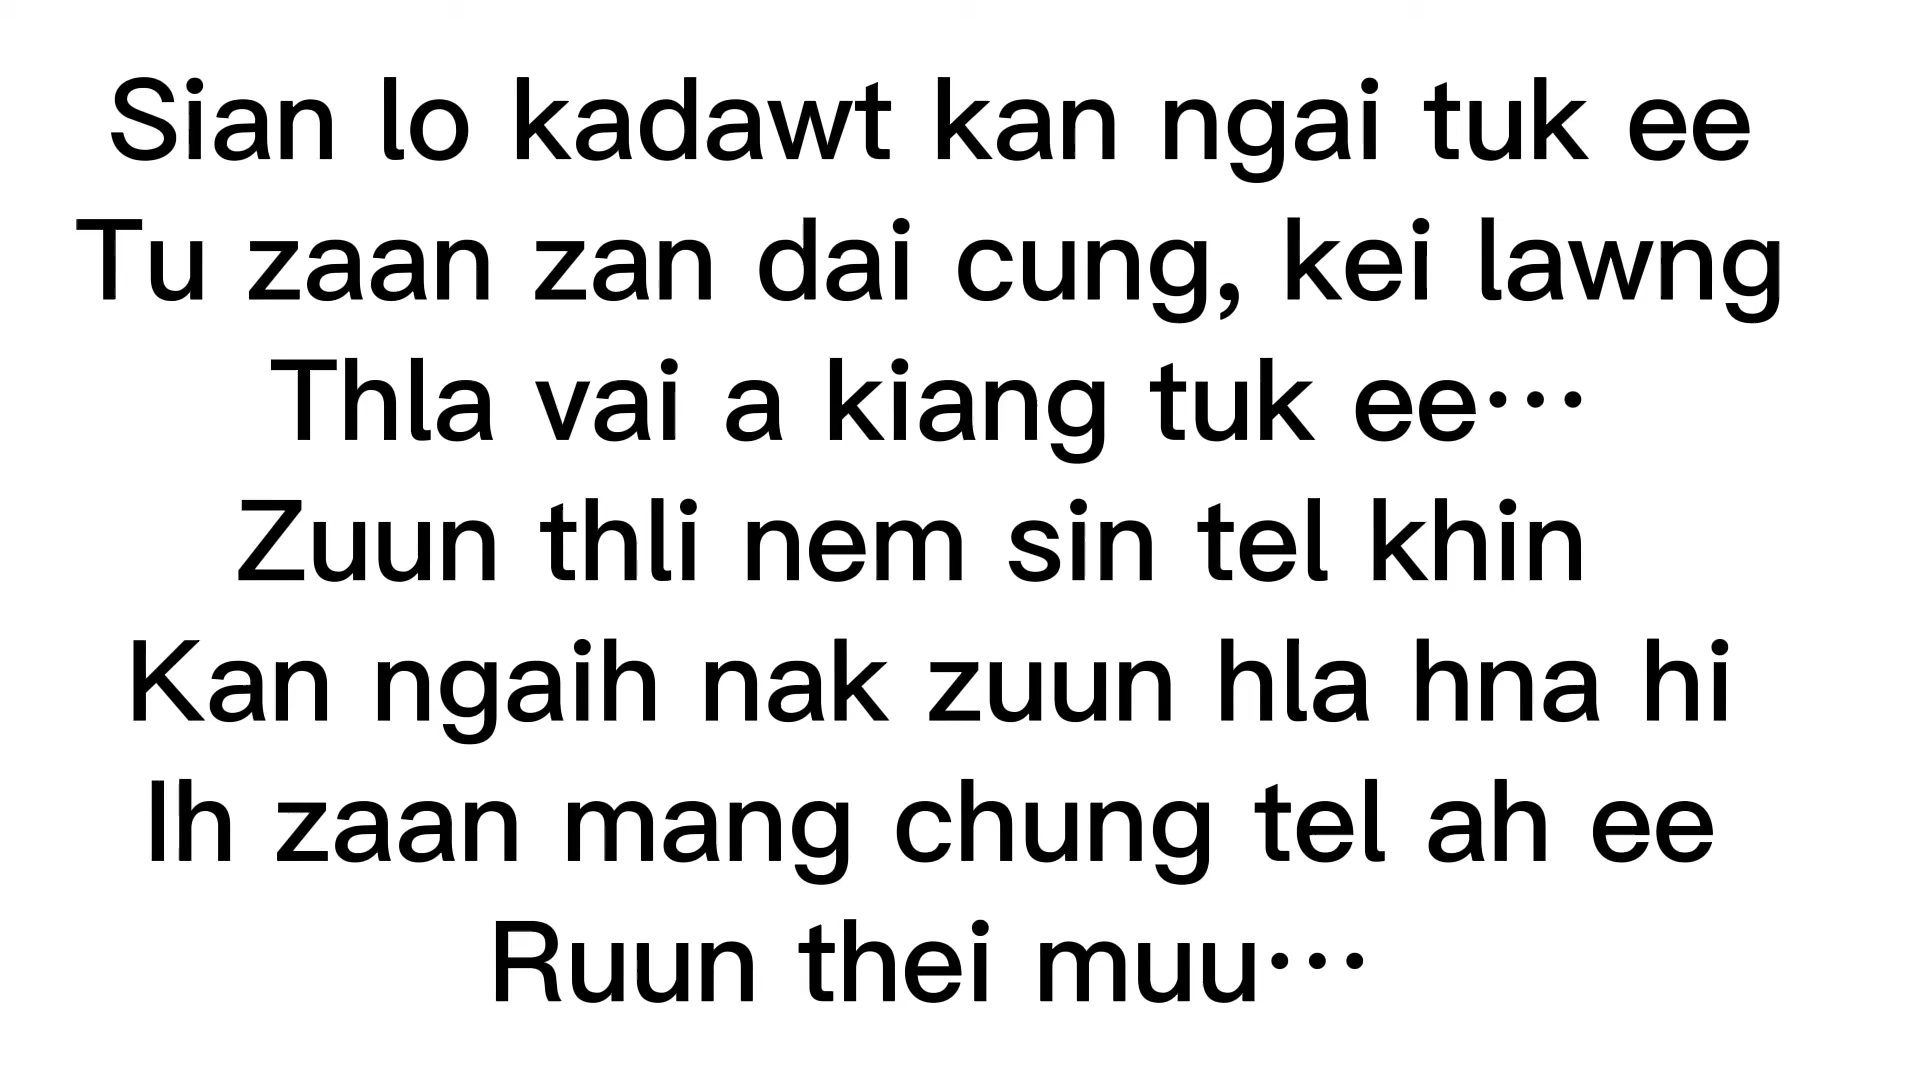 Sian lo kadawt kan ngai tuk ee
Tu zaan zan dai cung, kei lawng
Thla vai a kiang tuk ee⋯
Zuun thli nem sin tel khin
Kan ngaih nak zuun hla hna hi
Ih zaan mang chung tel ah ee
Ruun thei muu⋯